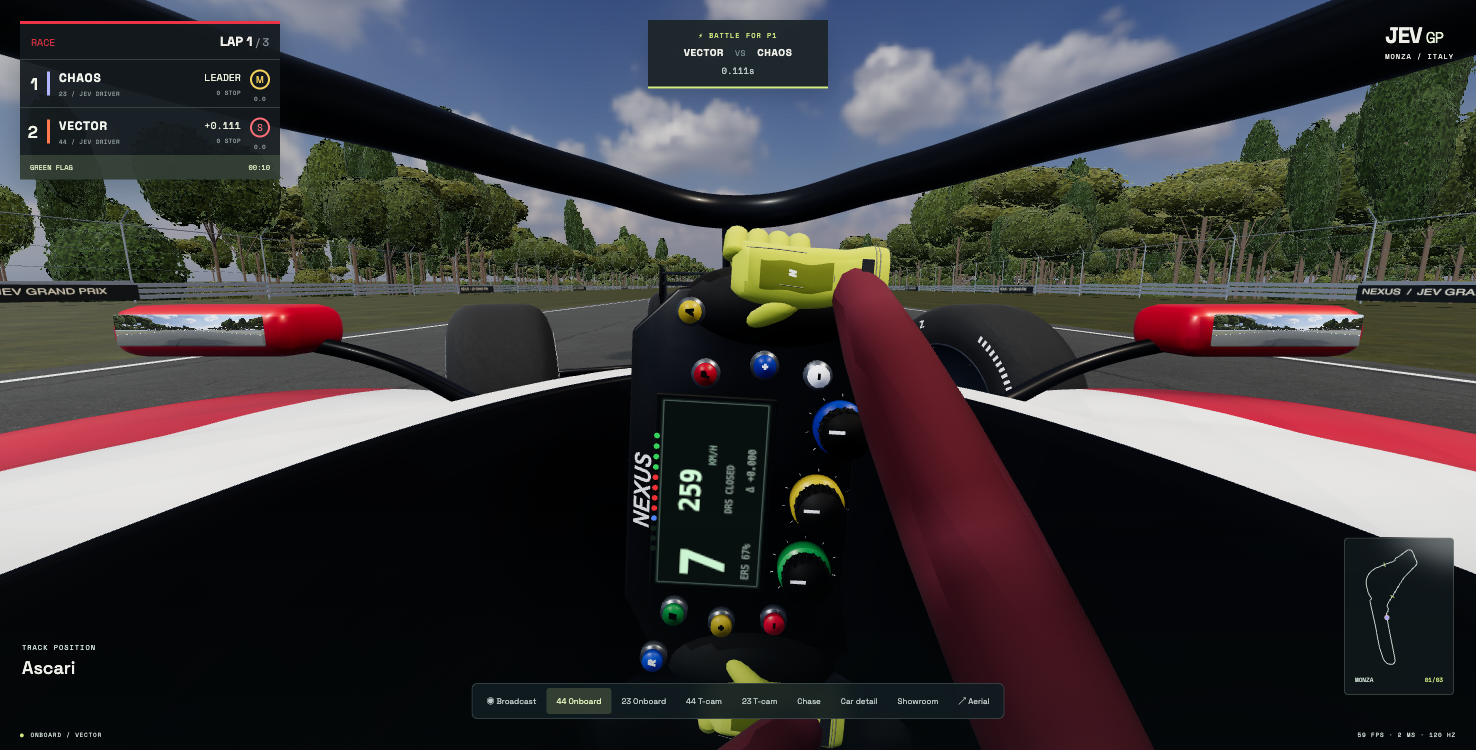 RACE
LAP 1 / 3
1 CHAOS LEADER M
23 / JEV DRIVER 0 STOP 0.0
2 VECTOR +0.111 S
44 / JEV DRIVER 0 STOP 0.0
GREEN FLAG 00:10
⚡ BATTLE FOR P1
VECTOR VS CHAOS
0.111s
JEV GP
MONZA / ITALY
JEV GRAND PRIX
NEXUS / JEV GRA
N
NEXUS
7
259
KM/H
DRS CLOSED
Δ +0.000
ERS 67%
R
TRACK POSITION
Ascari
MONZA 01/03
Broadcast 44 Onboard 23 Onboard 44 T-cam 23 T-cam Chase Car detail Showroom Aerial
ONBOARD / VECTOR
59 FPS · 2 MS · 120 HZ